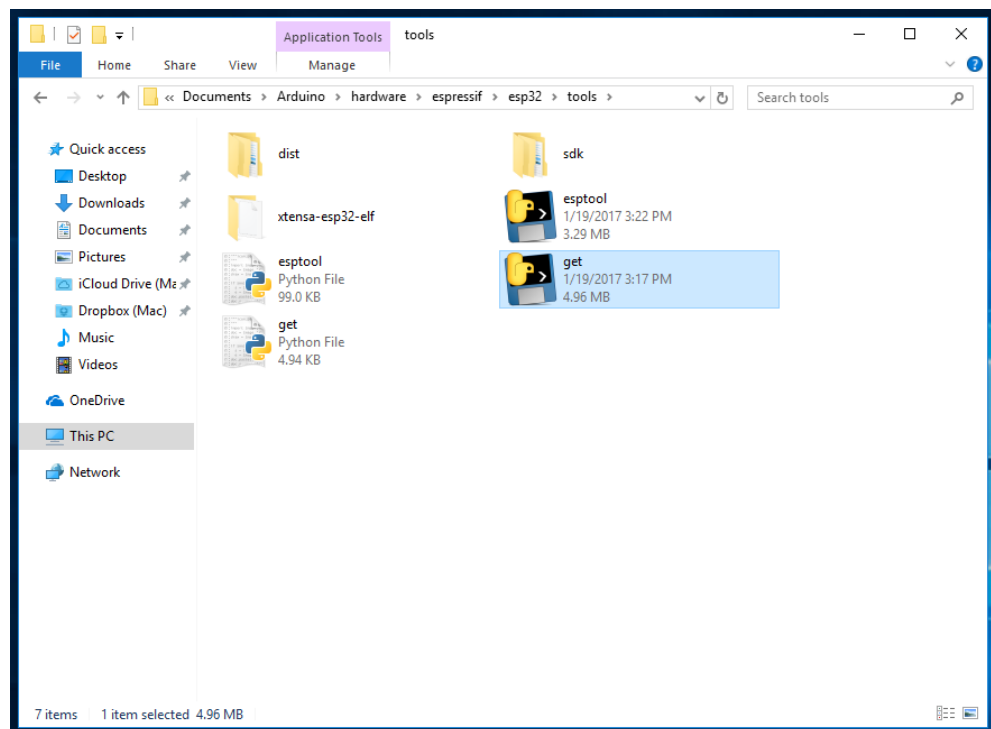 Application Tools tools
File Home Share View Manage
« Documents › Arduino › hardware › espressif › esp32 › tools ›
Search tools
Quick access
Desktop
Downloads
Documents
Pictures
iCloud Drive (Ma
Dropbox (Mac)
Music
Videos
OneDrive
This PC
Network
dist
sdk
xtensa-esp32-elf
esptool
1/19/2017 3:22 PM
3.29 MB
esptool
Python File
99.0 KB
get
1/19/2017 3:17 PM
4.96 MB
get
Python File
4.94 KB
7 items 1 item selected 4.96 MB